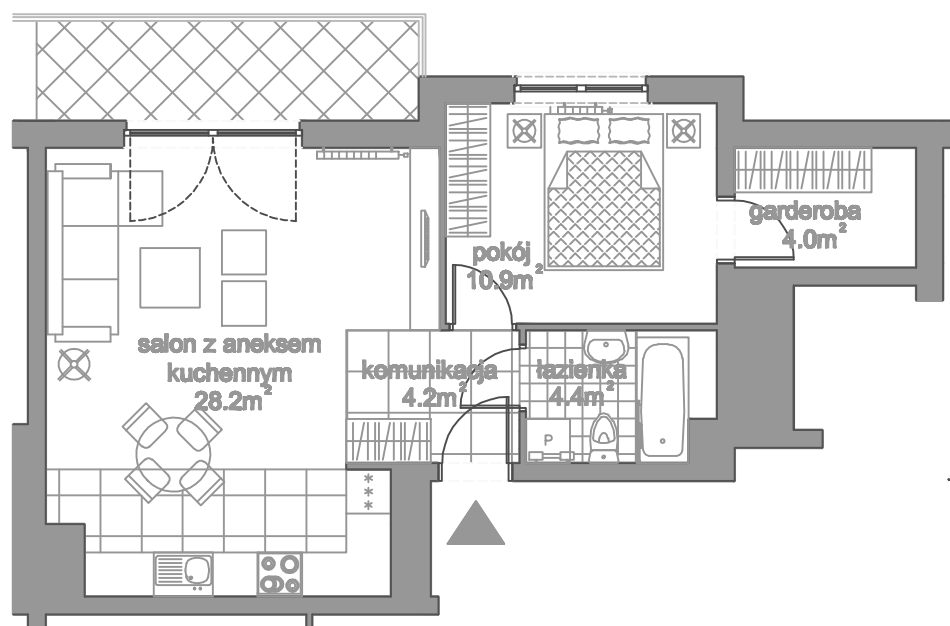 garderoba
4.0m²
pokój
10.9m²
salon z aneksem
kuchennym
28.2m²
komunikacja
4.2m²
łazienka
4.4m²
P